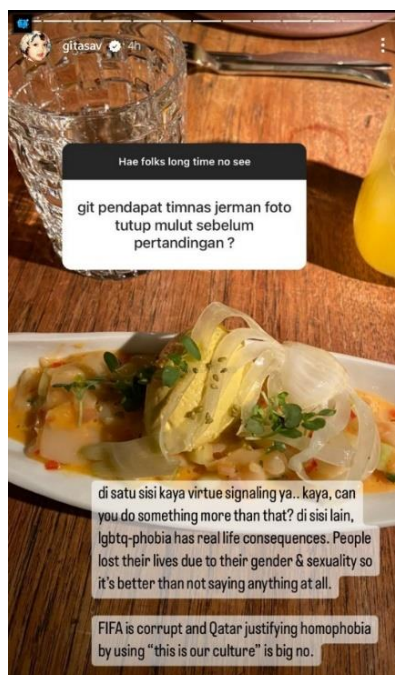 gitasav 4h
Hae folks long time no see
git pendapat timnas jerman foto
tutup mulut sebelum
pertandingan ?
di satu sisi kaya virtue signaling ya.. kaya, can
you do something more than that? di sisi lain,
lgbtq-phobia has real life consequences. People
lost their lives due to their gender & sexuality so
it's better than not saying anything at all.
FIFA is corrupt and Qatar justifying homophobia
by using “this is our culture” is big no.